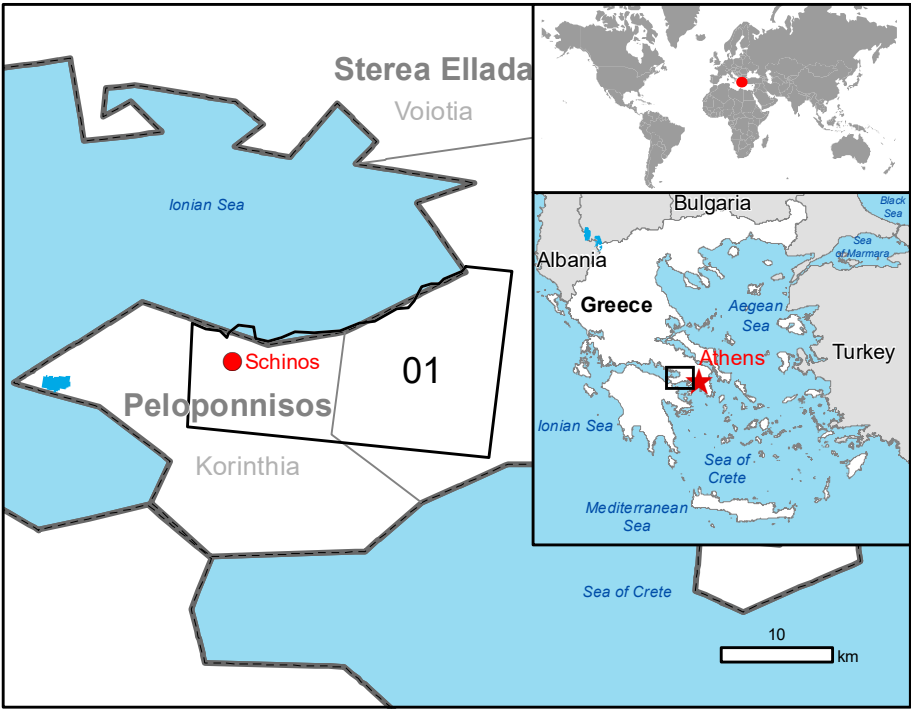 Sterea Ellada
Voiotia
Ionian Sea
Schinos
01
Peloponnisos
Korinthia
Sea of Crete
10
km
Bulgaria
Black
Sea
Sea
of Marmara
Albania
Greece
Aegean
Sea
Turkey
Athens
Ionian Sea
Sea of
Crete
Mediterranean
Sea